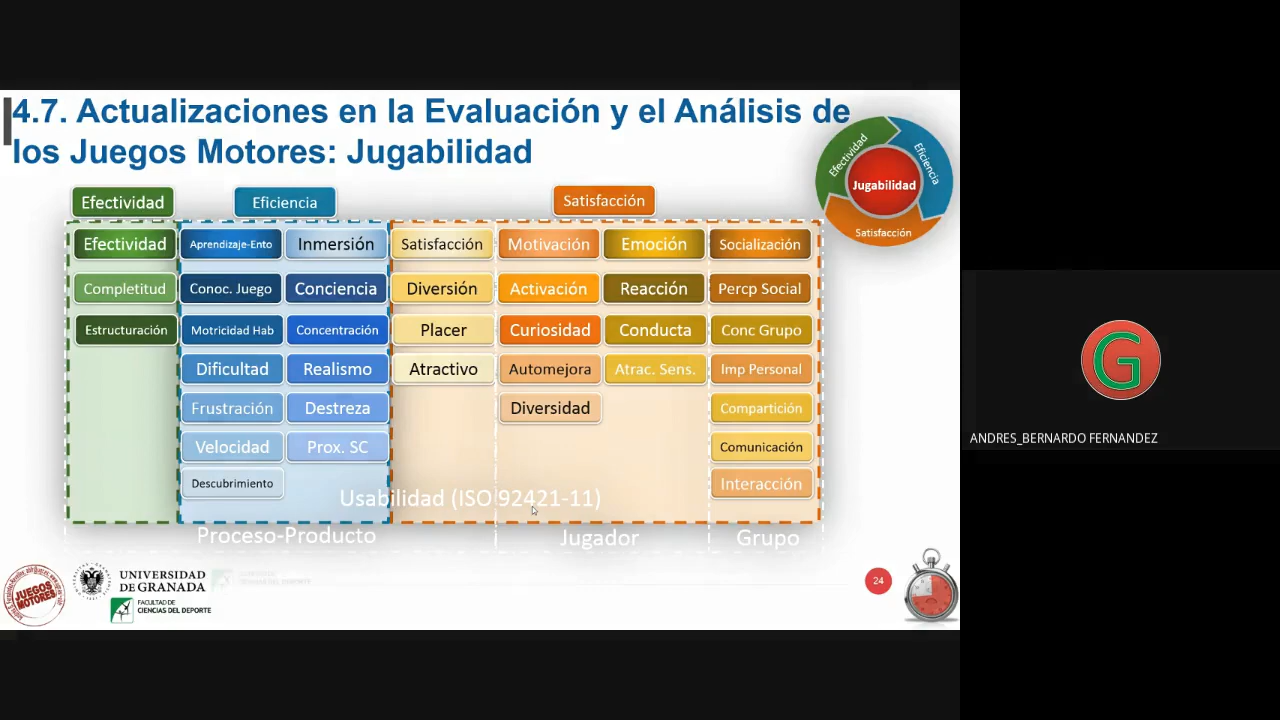 4.7. Actualizaciones en la Evaluación y el Análisis de
los Juegos Motores: Jugabilidad
Efectividad
Eficiencia
Satisfacción
Jugabilidad
Efectividad
Eficiencia
Satisfacción
Efectividad
Aprendizaje-Ento
Inmersión
Satisfacción
Motivación
Emoción
Socialización
Completitud
Conoc. Juego
Conciencia
Diversión
Activación
Reacción
Percp Social
Estructuración
Motricidad Hab
Concentración
Placer
Curiosidad
Conducta
Conc Grupo
Dificultad
Realismo
Atractivo
Automejora
Atrac. Sens.
Imp Personal
Frustración
Destreza
Diversidad
Compartición
Velocidad
Prox. SC
Comunicación
Descubrimiento
Interacción
Usabilidad (ISO 92421-11)
Proceso-Producto
Jugador
Grupo
JUEGOS
MOTORES
UNIVERSIDAD
DE GRANADA
FACULTAD DE
CIENCIAS DEL DEPORTE
24
G
ANDRES_BERNARDO FERNANDEZ